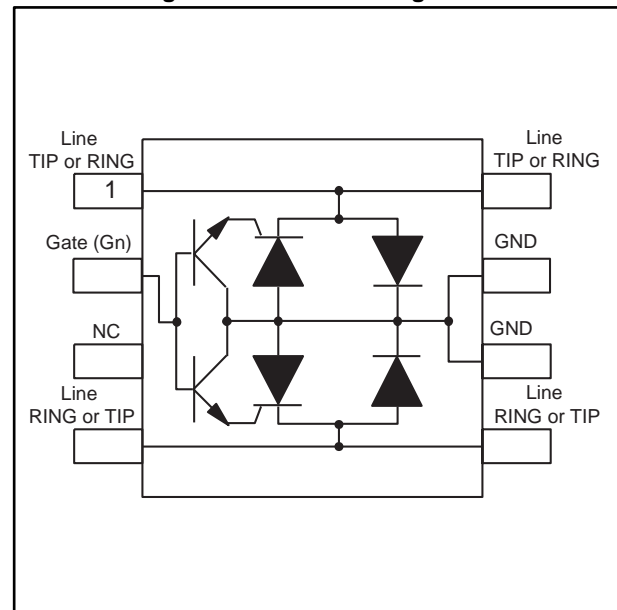 Line
TIP or RING
1
Line
TIP or RING
Gate (Gn)
GND
NC
GND
Line
RING or TIP
Line
RING or TIP